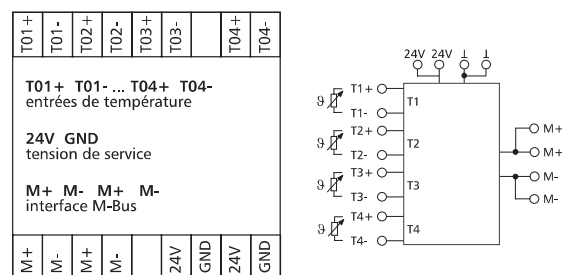 T01+ T01- T02+ T02- T03+ T03- T04+ T04-
T01+ T01- ... T04+ T04-
entrées de température
24V GND
tension de service
M+ M- M+ M-
interface M-Bus
M+ M- M+ M- 24V GND 24V GND
24V 24V ⊥ ⊥
ϑ T1+ T1
T1-
ϑ T2+ T2
T2-
ϑ T3+ T3
T3-
ϑ T4+ T4
T4-
M+
M+
M-
M-